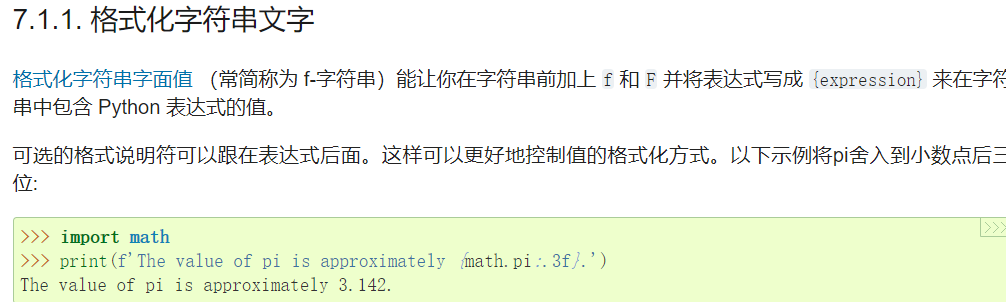 7.1.1. 格式化字符串文字
格式化字符串字面值 （常简称为 f-字符串）能让你在字符串前加上 f 和 F 并将表达式写成 {expression} 来在字符
串中包含 Python 表达式的值。
可选的格式说明符可以跟在表达式后面。这样可以更好地控制值的格式化方式。以下示例将pi舍入到小数点后三
位:
>>>
>>> import math
>>> print(f'The value of pi is approximately {math.pi:.3f}.')
The value of pi is approximately 3.142.